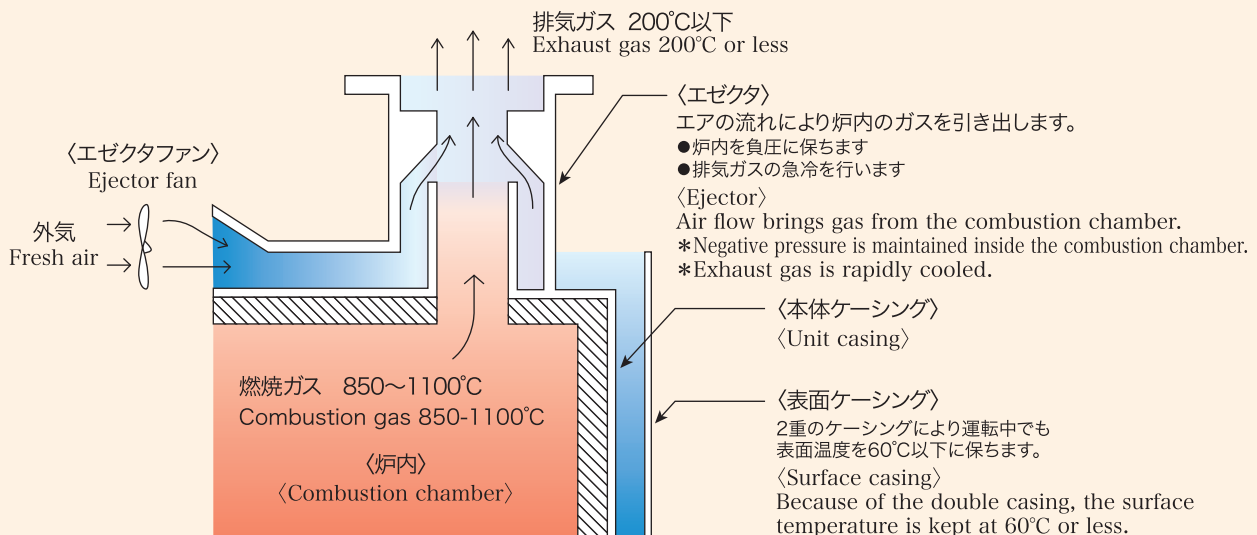 排気ガス 200℃以下
Exhaust gas 200℃ or less
〈エゼクタ〉
エアの流れにより炉内のガスを引き出します。
●炉内を負圧に保ちます
●排気ガスの急冷を行います
〈Ejector〉
Air flow brings gas from the combustion chamber.
＊Negative pressure is maintained inside the combustion chamber.
＊Exhaust gas is rapidly cooled.
〈エゼクタファン〉
Ejector fan
外気
Fresh air
〈本体ケーシング〉
〈Unit casing〉
燃焼ガス 850～1100℃
Combustion gas 850-1100℃
〈炉内〉
〈Combustion chamber〉
〈表面ケーシング〉
2重のケーシングにより運転中でも
表面温度を60℃以下に保ちます。
〈Surface casing〉
Because of the double casing, the surface
temperature is kept at 60℃ or less.